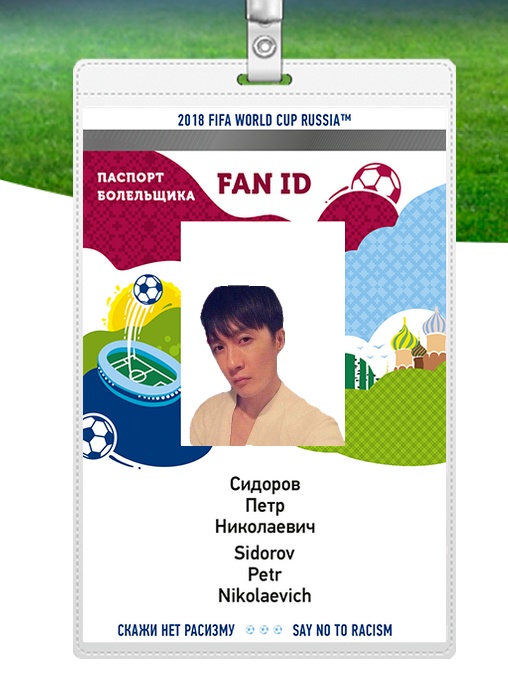 2018 FIFA WORLD CUP RUSSIA™
ПАСПОРТ
БОЛЕЛЬЩИКА
FAN ID
Сидоров
Петр
Николаевич
Sidorov
Petr
Nikolaevich
СКАЖИ НЕТ РАСИЗМУ SAY NO TO RACISM